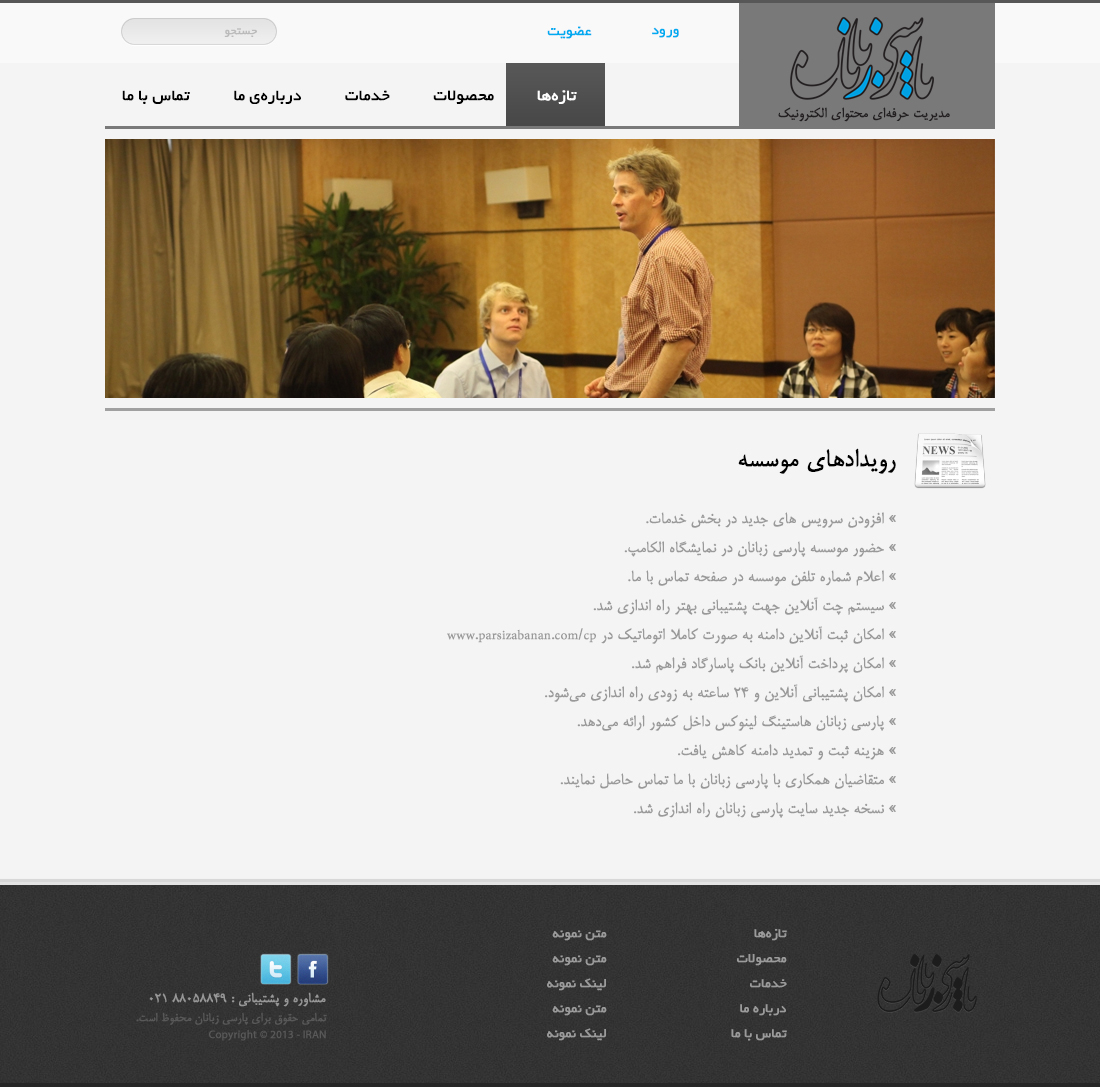 پارسی زبانان
مدیریت حرفه‌ای محتوای الکترونیک
ورود
عضویت
جستجو
تازه‌ها
محصولات
خدمات
درباره‌ی ما
تماس با ما
NEWS
رویدادهای موسسه
» افزودن سرویس های جدید در بخش خدمات.
» حضور موسسه پارسی زبانان در نمایشگاه الکامپ.
» اعلام شماره تلفن موسسه در صفحه تماس با ما.
» سیستم چت آنلاین جهت پشتیبانی بهتر راه اندازی شد.
» امکان ثبت آنلاین دامنه به صورت کاملا اتوماتیک در www.parsizabanan.com/cp
» امکان پرداخت آنلاین بانک پاسارگاد فراهم شد.
» امکان پشتیبانی آنلاین و ۲۴ ساعته به زودی راه اندازی می‌شود.
» پارسی زبانان هاستینگ لینوکس داخل کشور ارائه می‌دهد.
» هزینه ثبت و تمدید دامنه کاهش یافت.
» متقاضیان همکاری با پارسی زبانان با ما تماس حاصل نمایند.
» نسخه جدید سایت پارسی زبانان راه اندازی شد.
پارسی زبانان
تازه‌ها
محصولات
خدمات
درباره ما
تماس با ما
متن نمونه
متن نمونه
لینک نمونه
متن نمونه
لینک نمونه
مشاوره و پشتیبانی : ۸۸۰۵۸۸۴۹ ۰۲۱
تمامی حقوق برای پارسی زبانان محفوظ است.
Copyright © 2013 - IRAN